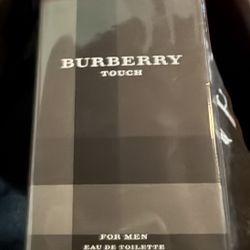 BURBERRY
TOUCH
FOR MEN
EAU DE TOILETTE